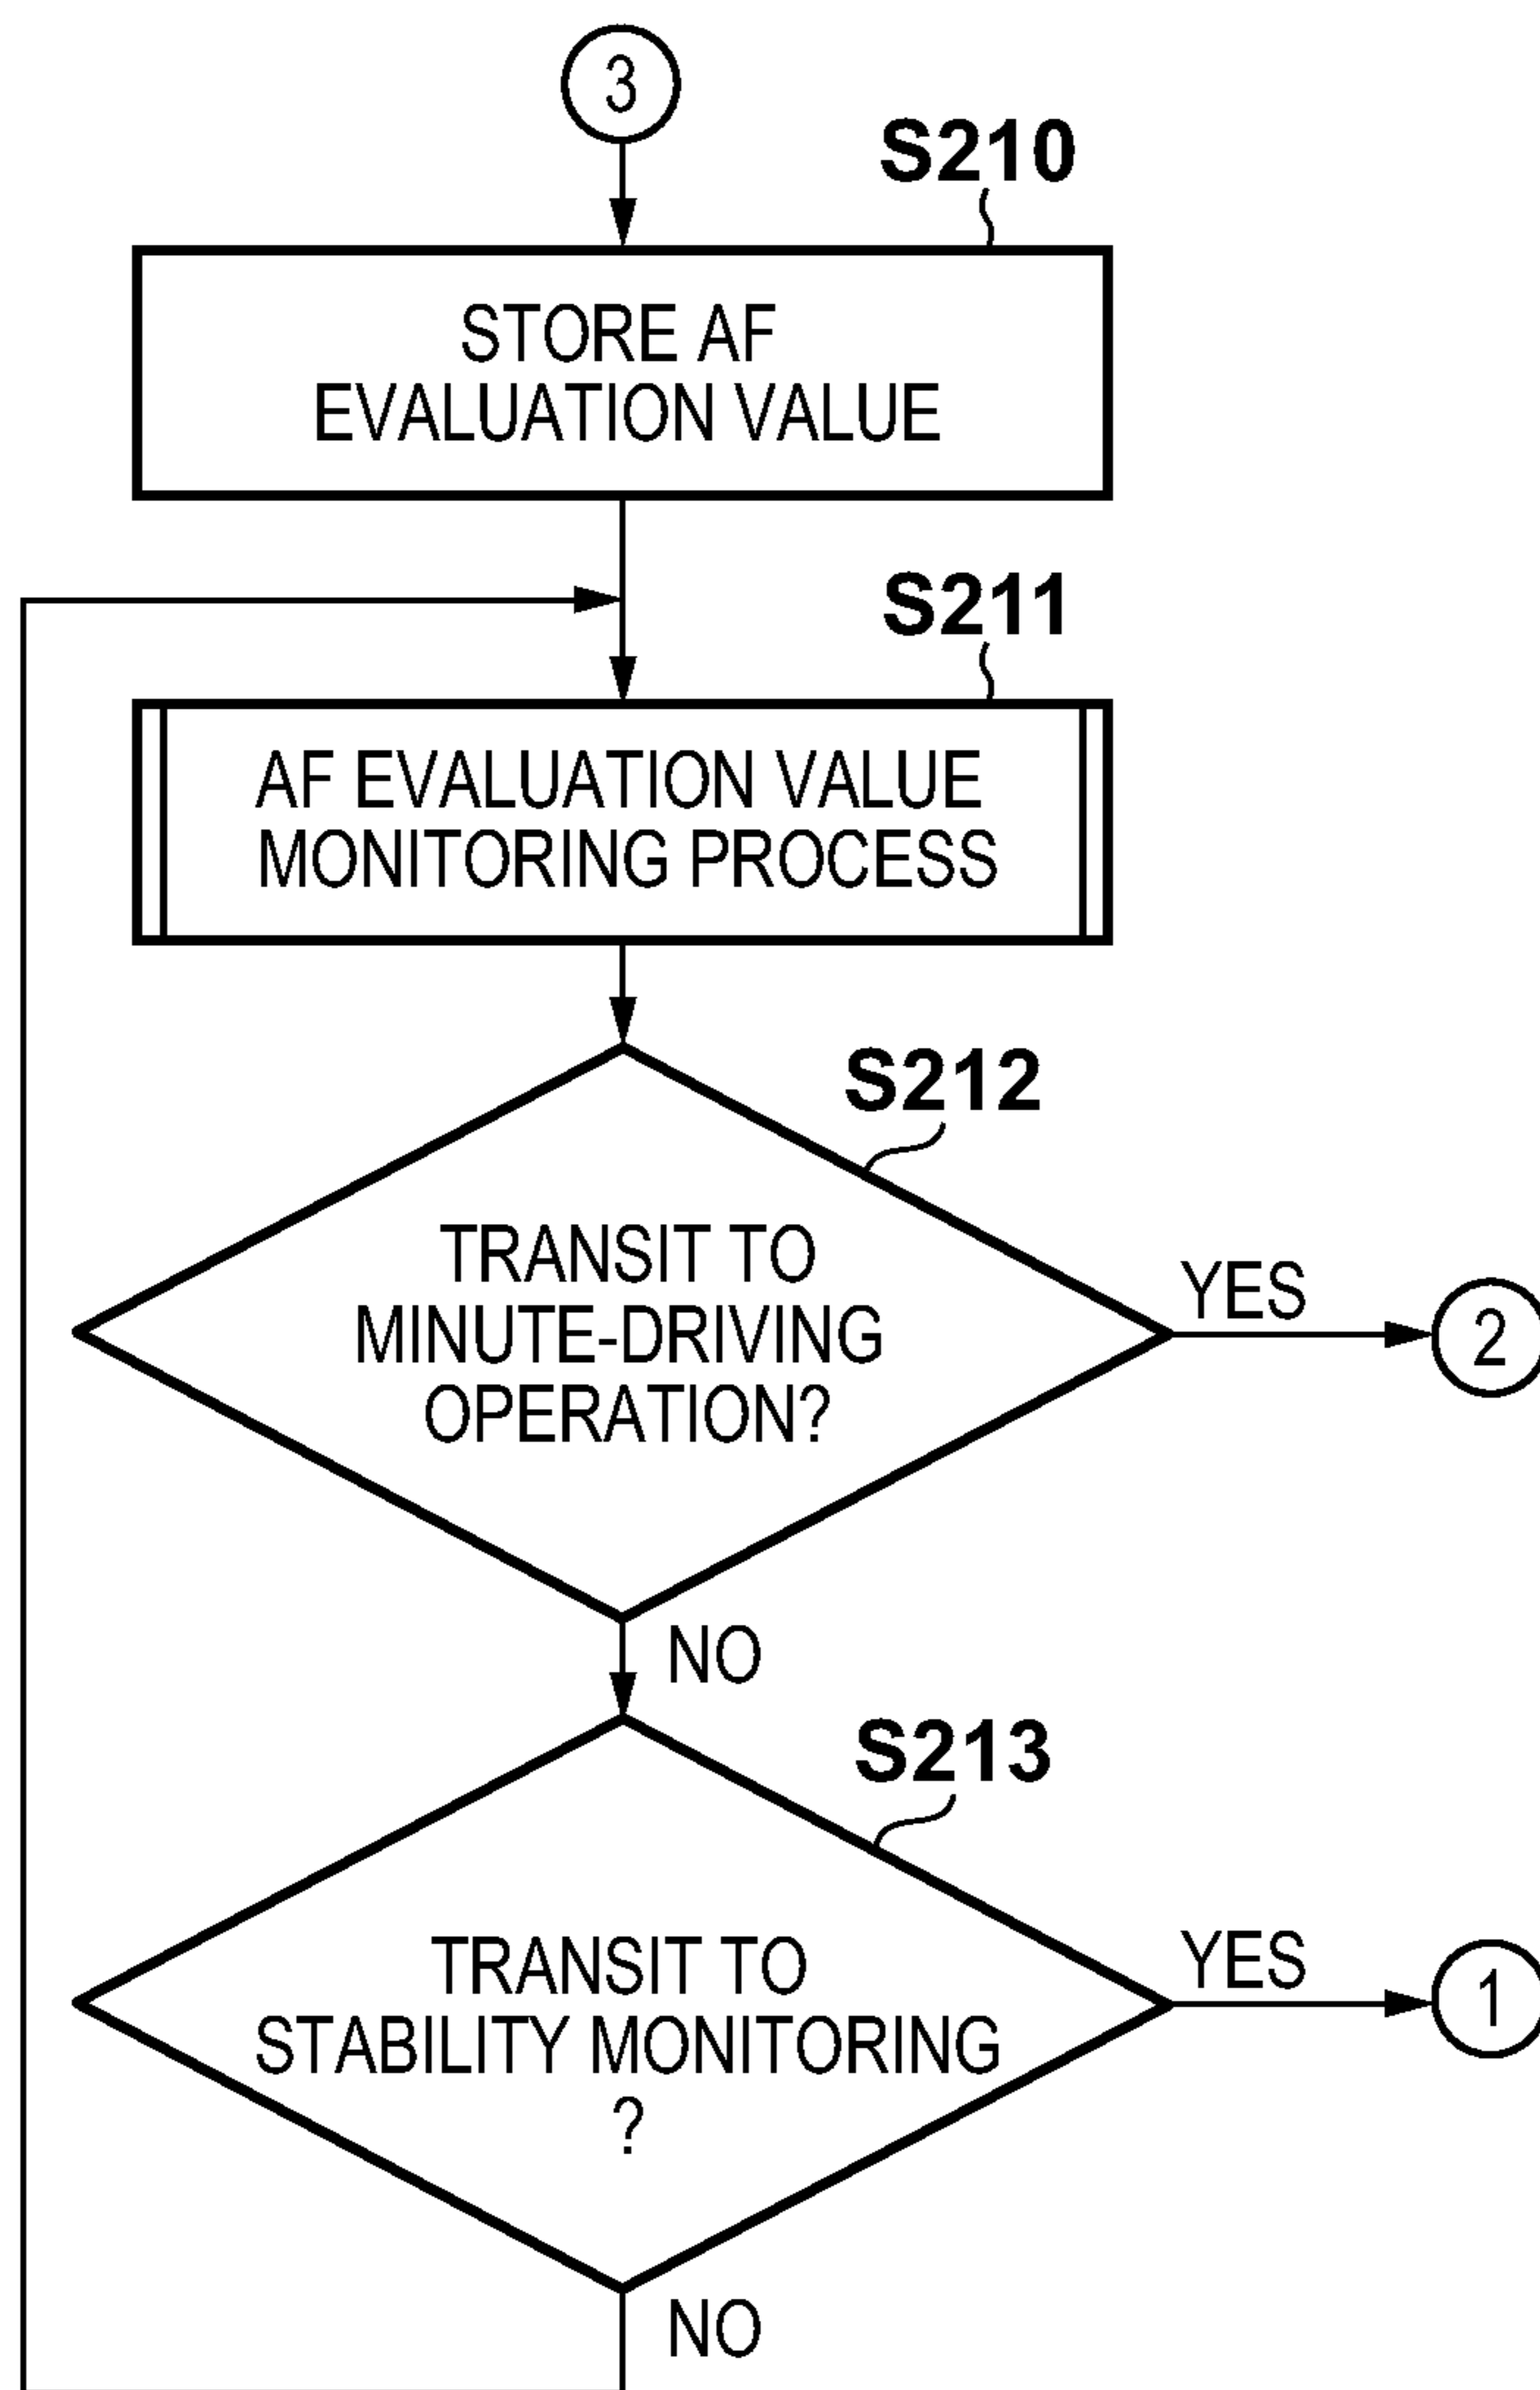 3
S210
STORE AF
EVALUATION VALUE
S211
AF EVALUATION VALUE
MONITORING PROCESS
S212
TRANSIT TO
MINUTE-DRIVING
OPERATION?
YES
2
NO
S213
TRANSIT TO
STABILITY MONITORING
?
YES
1
NO